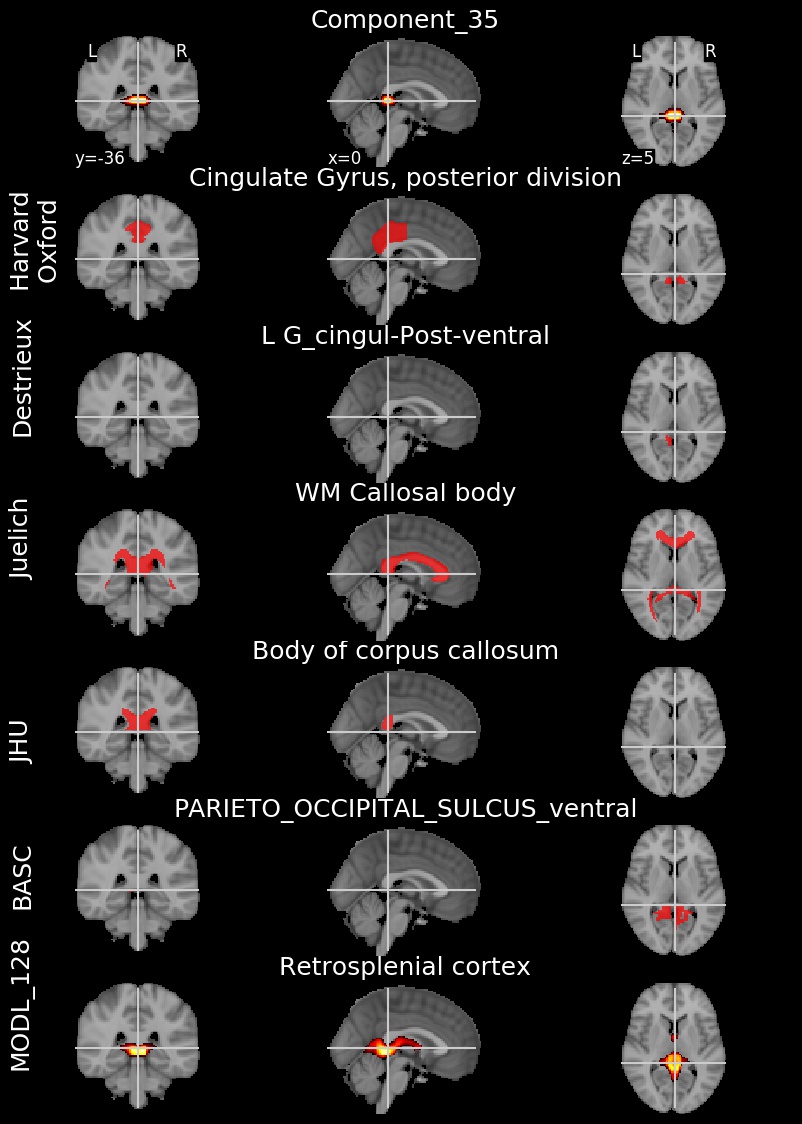 Component_35
L R L R
y=-36 x=0 z=5
Cingulate Gyrus, posterior division
Harvard
Oxford
L G_cingul-Post-ventral
Destrieux
WM Callosal body
Juelich
Body of corpus callosum
JHU
PARIETO_OCCIPITAL_SULCUS_ventral
BASC
Retrosplenial cortex
MODL_128